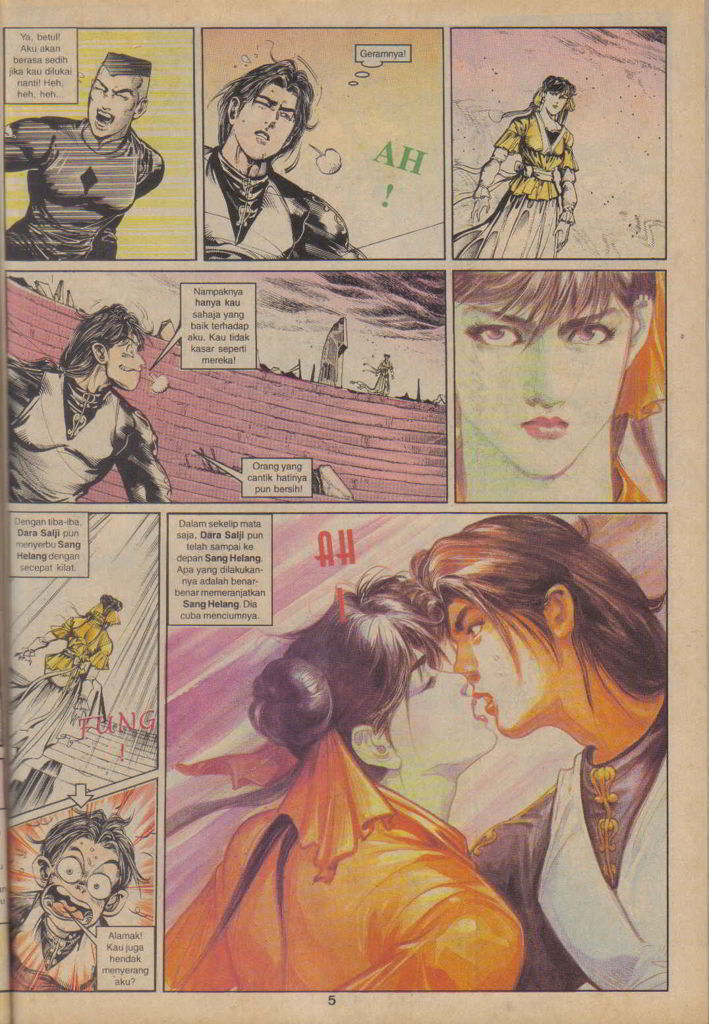 Ya, betul!
Aku akan
berasa sedih
jika kau dilukai
nanti! Heh,
heh, heh...
Geramnya!
AH
!
Nampaknya
hanya kau
sahaja yang
baik terhadap
aku. Kau tidak
kasar seperti
mereka!
Orang yang
cantik hatinya
pun bersih!
Dengan tiba-iba,
Dara Salji pun
menyerbu Sang
Helang dengan
secepat kilat.
FUNG
!
Alamak!
Kau juga
hendak
menyerang
aku?
Dalam sekelip mata
saja, Dara Salji pun
telah sampai ke
depan Sang Helang.
Apa yang dilakukan-
nya adalah benar-
benar memeranjatkan
Sang Helang. Dia
cuba menciumnya.
AH
!
5